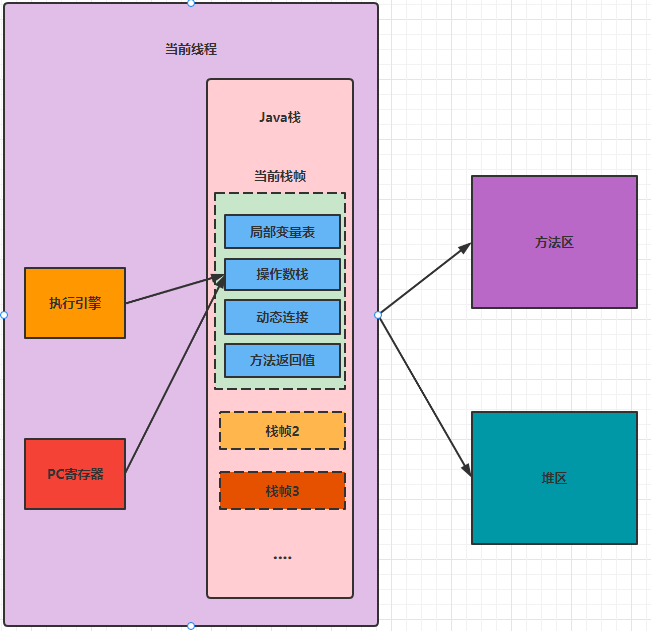 当前线程
Java栈
当前栈帧
局部变量表
操作数栈
动态连接
方法返回值
栈帧2
栈帧3
....
执行引擎
PC寄存器
方法区
堆区